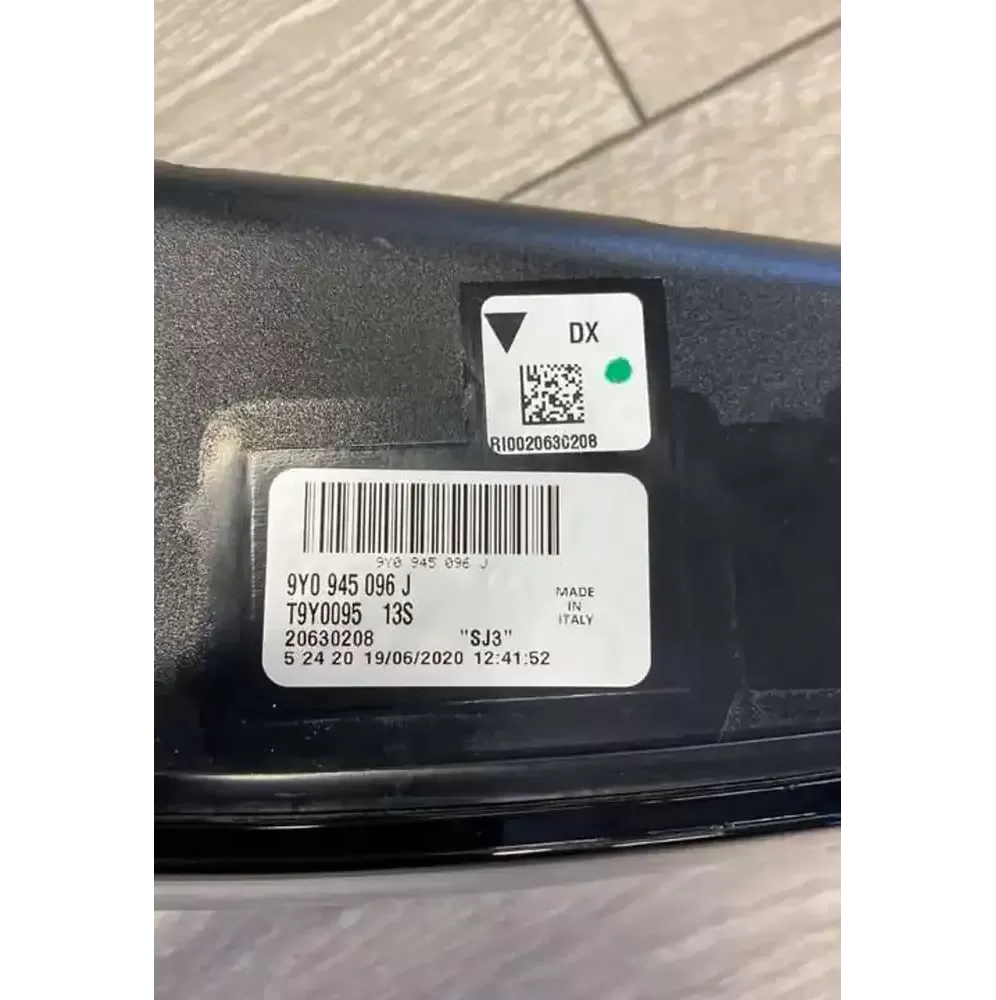 DX
RI0020630208
9Y0 945 096 J
9Y0 945 096 J
T9Y0095 13S
MADE
IN
ITALY
20630208 "SJ3"
5 24 20 19/06/2020 12:41:52